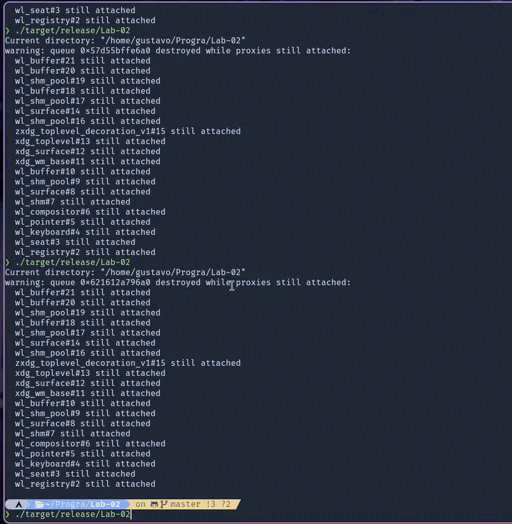 wl_seat#3 still attached
wl_registry#2 still attached
❯ ./target/release/Lab-02
Current directory: "/home/gustavo/Progra/Lab-02"
warning: queue 0x57d55bffe6a0 destroyed while proxies still attached:
wl_buffer#21 still attached
wl_buffer#20 still attached
wl_shm_pool#19 still attached
wl_buffer#18 still attached
wl_shm_pool#17 still attached
wl_surface#14 still attached
wl_shm_pool#16 still attached
zxdg_toplevel_decoration_v1#15 still attached
xdg_toplevel#13 still attached
xdg_surface#12 still attached
xdg_wm_base#11 still attached
wl_buffer#10 still attached
wl_shm_pool#9 still attached
wl_surface#8 still attached
wl_shm#7 still attached
wl_compositor#6 still attached
wl_pointer#5 still attached
wl_keyboard#4 still attached
wl_seat#3 still attached
wl_registry#2 still attached
❯ ./target/release/Lab-02
Current directory: "/home/gustavo/Progra/Lab-02"
warning: queue 0x621612a796a0 destroyed while proxies still attached:
wl_buffer#21 still attached
wl_buffer#20 still attached
wl_shm_pool#19 still attached
wl_buffer#18 still attached
wl_shm_pool#17 still attached
wl_surface#14 still attached
wl_shm_pool#16 still attached
zxdg_toplevel_decoration_v1#15 still attached
xdg_toplevel#13 still attached
xdg_surface#12 still attached
xdg_wm_base#11 still attached
wl_buffer#10 still attached
wl_shm_pool#9 still attached
wl_surface#8 still attached
wl_shm#7 still attached
wl_compositor#6 still attached
wl_pointer#5 still attached
wl_keyboard#4 still attached
wl_seat#3 still attached
wl_registry#2 still attached
~/Progra/Lab-02 on master !3 ?2
❯ ./target/release/Lab-02